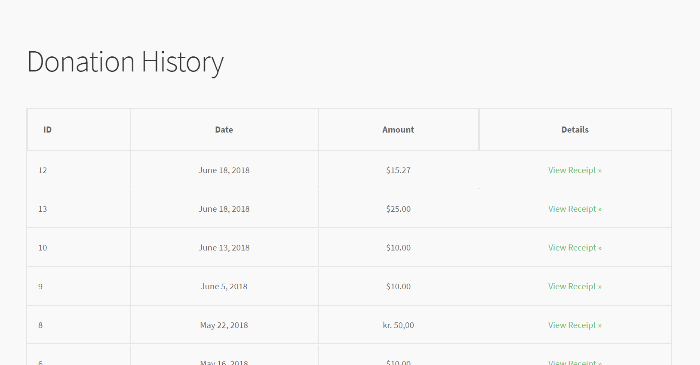 Donation History
ID Date Amount Details
12 June 18, 2018 $15.27 View Receipt »
13 June 18, 2018 $25.00 View Receipt »
10 June 13, 2018 $10.00 View Receipt »
9 June 5, 2018 $10.00 View Receipt »
8 May 22, 2018 kr. 50,00 View Receipt »
6 May 16, 2018 $10.00 View Receipt »